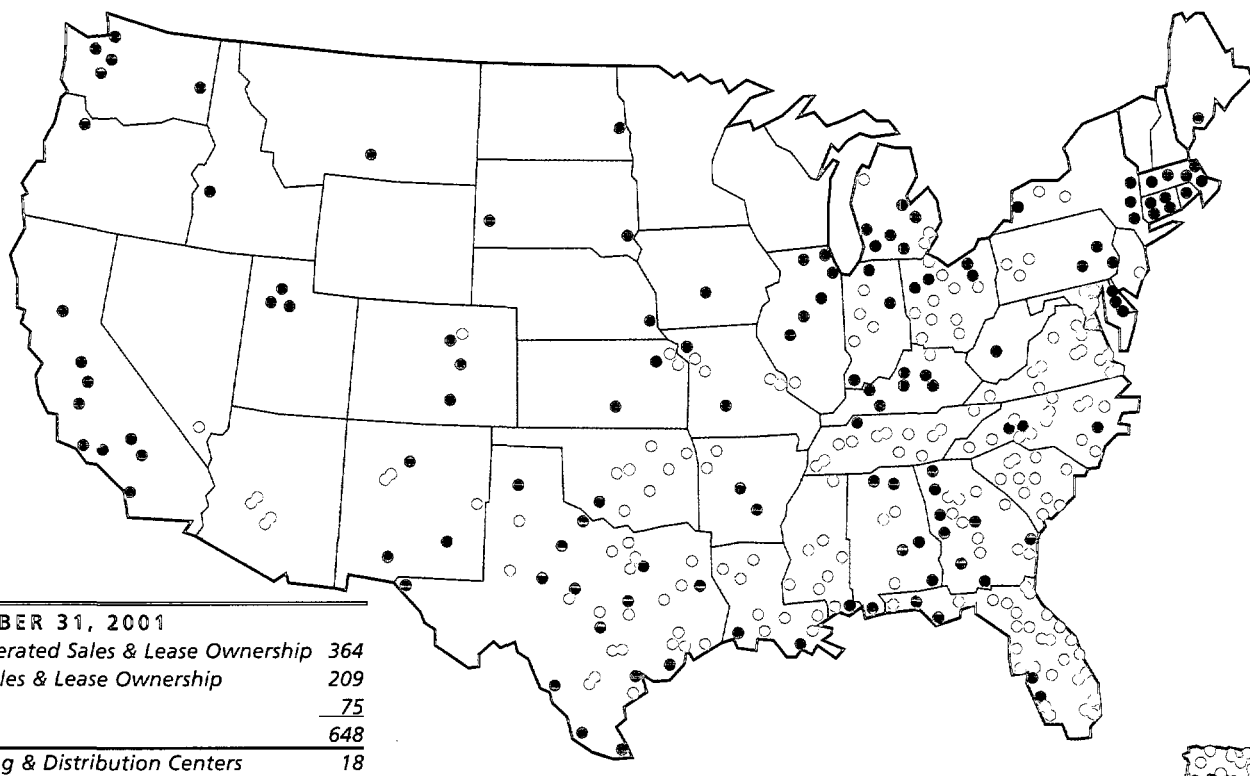 BER 31, 2001
erated Sales & Lease Ownership 364
les & Lease Ownership 209
75
648
g & Distribution Centers 18